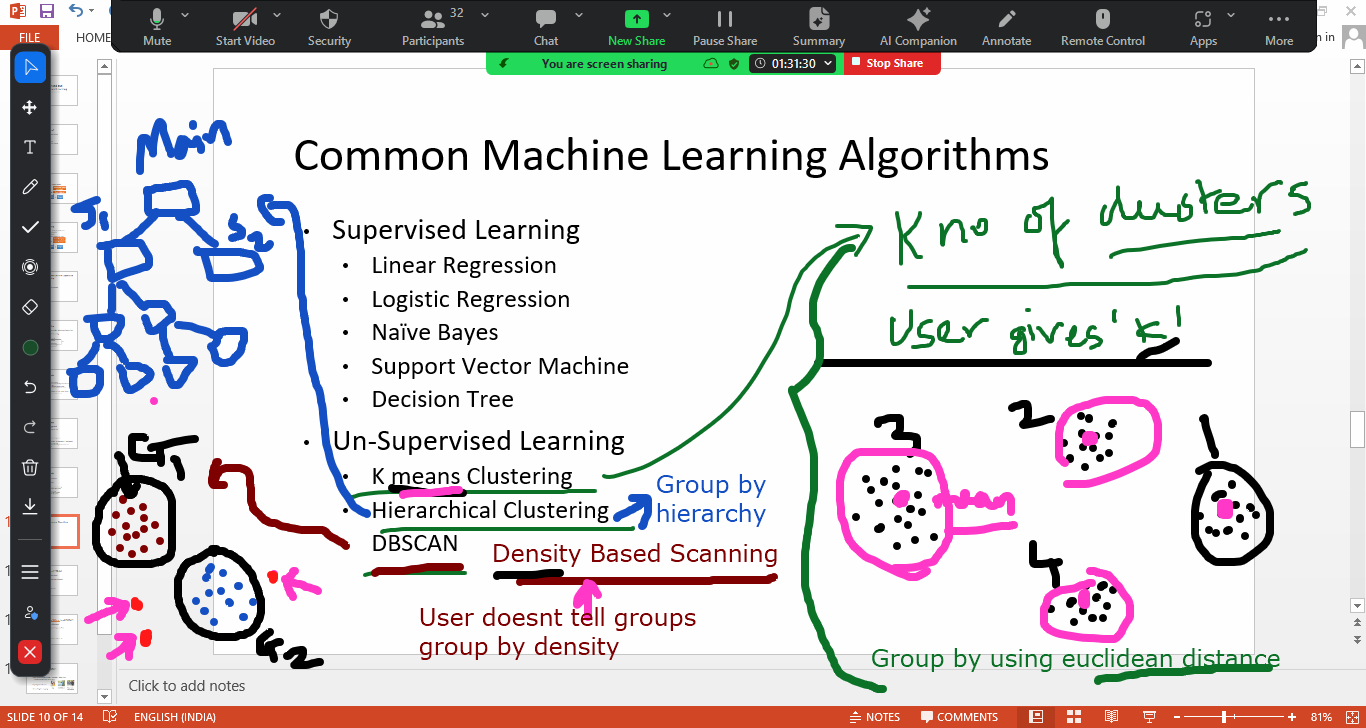 32
Mute
Start Video
Security
Participants
Chat
New Share
Pause Share
Summary
AI Companion
Annotate
Remote Control
Apps
More
FILE
HOME
You are screen sharing
01:31:30
Stop Share
Common Machine Learning Algorithms
Main
Supervised Learning
Linear Regression
Logistic Regression
Naïve Bayes
Support Vector Machine
Decision Tree
Un-Supervised Learning
K means Clustering
Hierarchical Clustering
DBSCAN
Group by
hierarchy
Density Based Scanning
User doesnt tell groups
group by density
K no of clusters
User gives 'k'
3
2
1
4
mean
Group by using euclidean distance
Click to add notes
SLIDE 10 OF 14
ENGLISH (INDIA)
NOTES
COMMENTS
81%